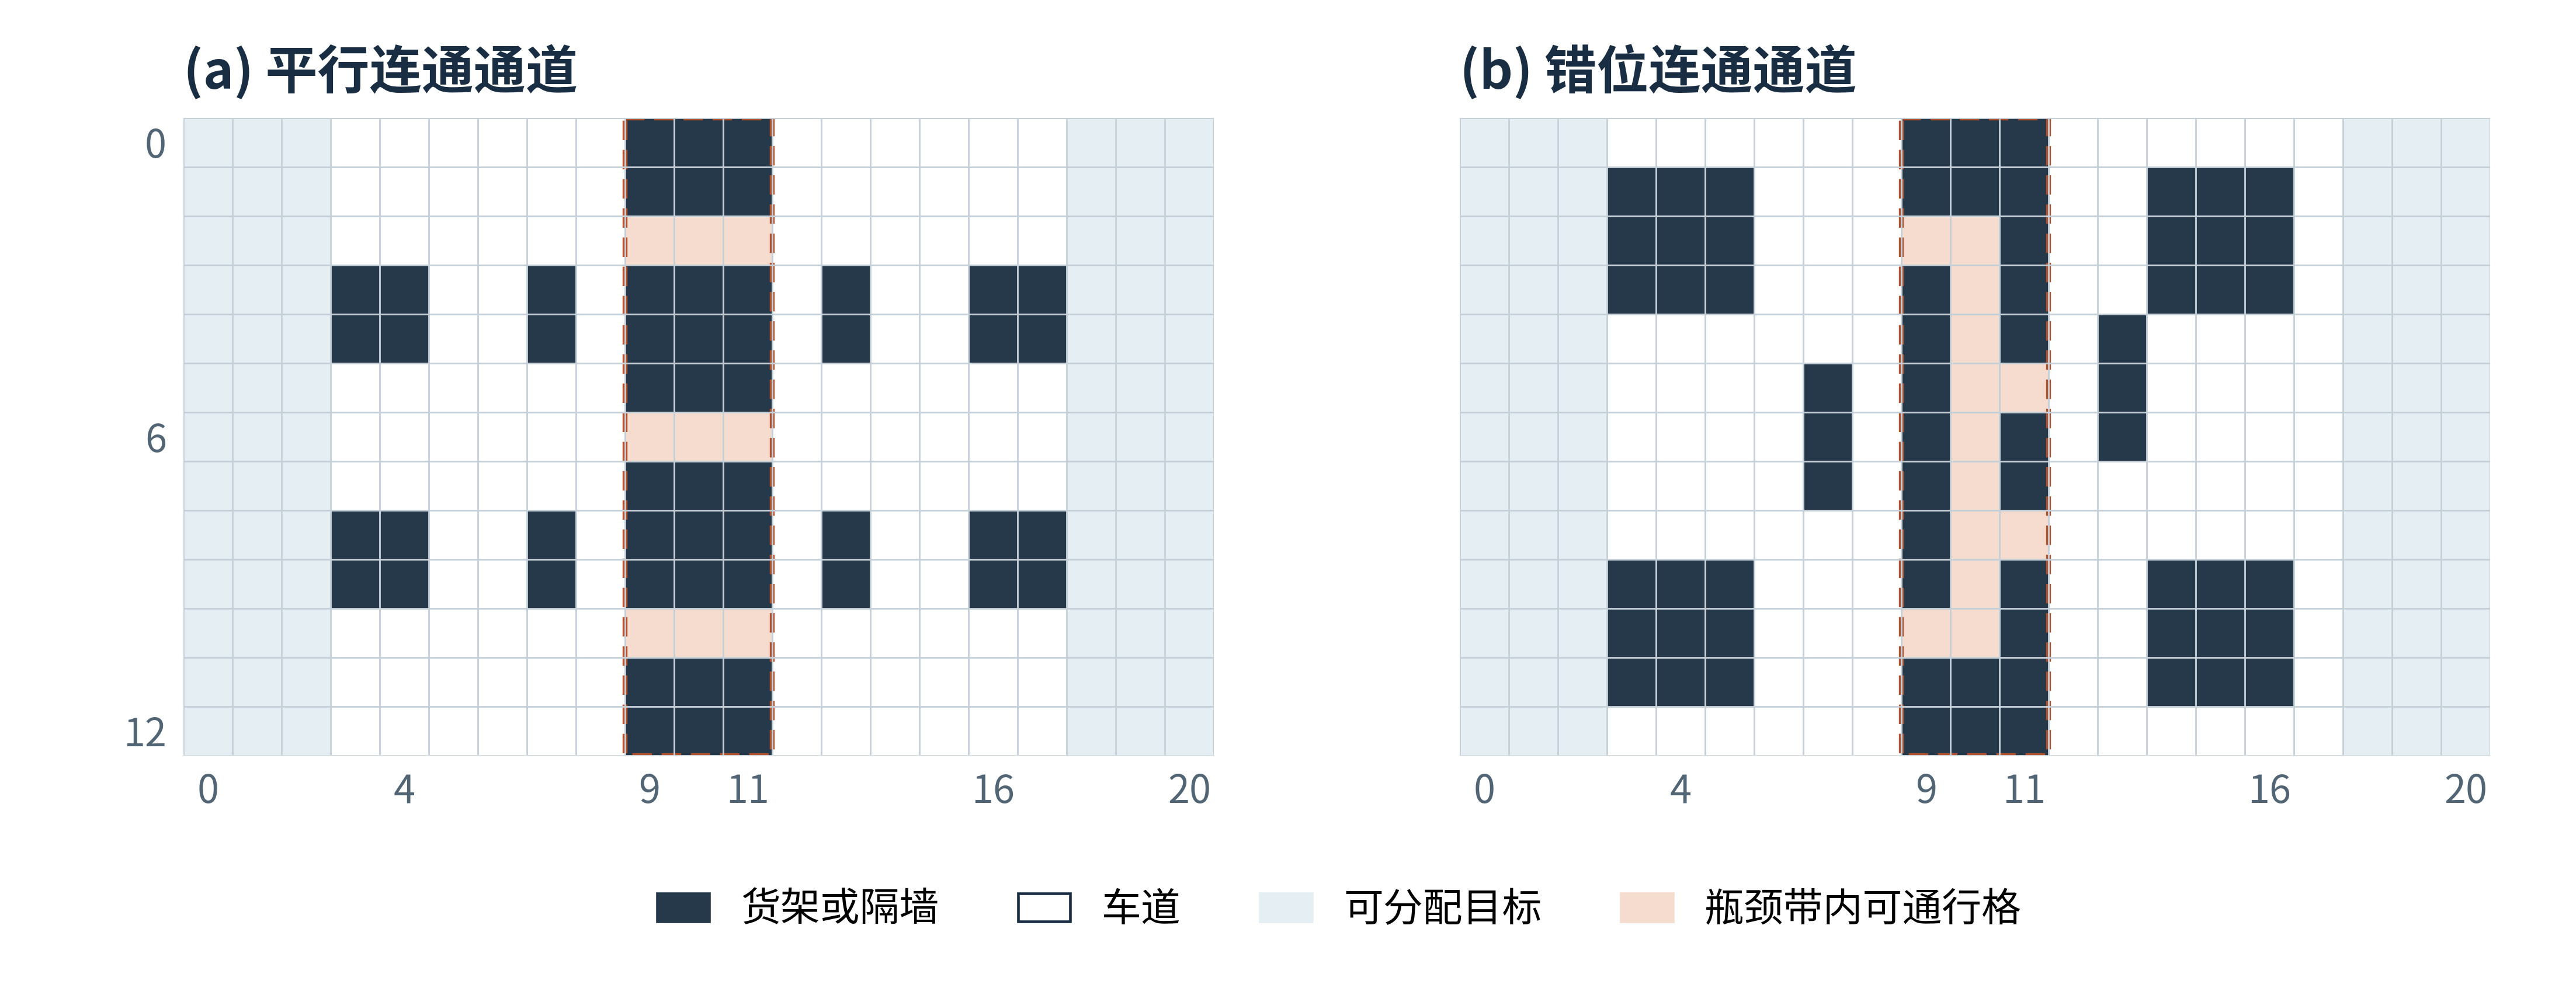 (a) 平行连通通道
(b) 错位连通通道
0
6
12
0 4 9 11 16 20
0 4 9 11 16 20
货架或隔墙 车道 可分配目标 瓶颈带内可通行格